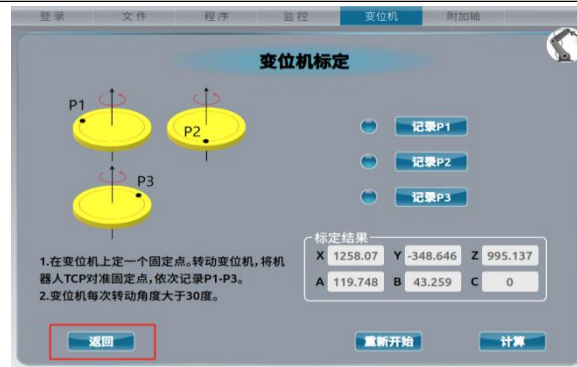 登录 文件 程序 监控 变位机 附加轴
变位机标定
P1
P2
P3
记录P1
记录P2
记录P3
标定结果
X 1258.07 Y -348.646 Z 995.137
A 119.748 B 43.259 C 0
1.在变位机上定一个固定点。转动变位机,将机
器人TCP对准固定点,依次记录P1-P3。
2.变位机每次转动角度大于30度。
返回 重新开始 计算